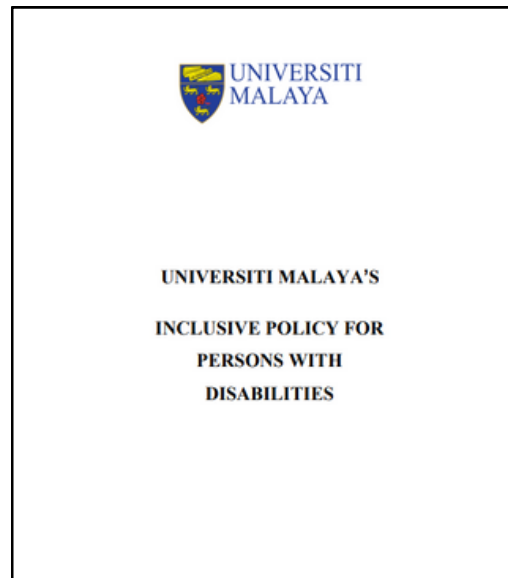 UNIVERSITI
MALAYA
UNIVERSITI MALAYA'S
INCLUSIVE POLICY FOR
PERSONS WITH
DISABILITIES